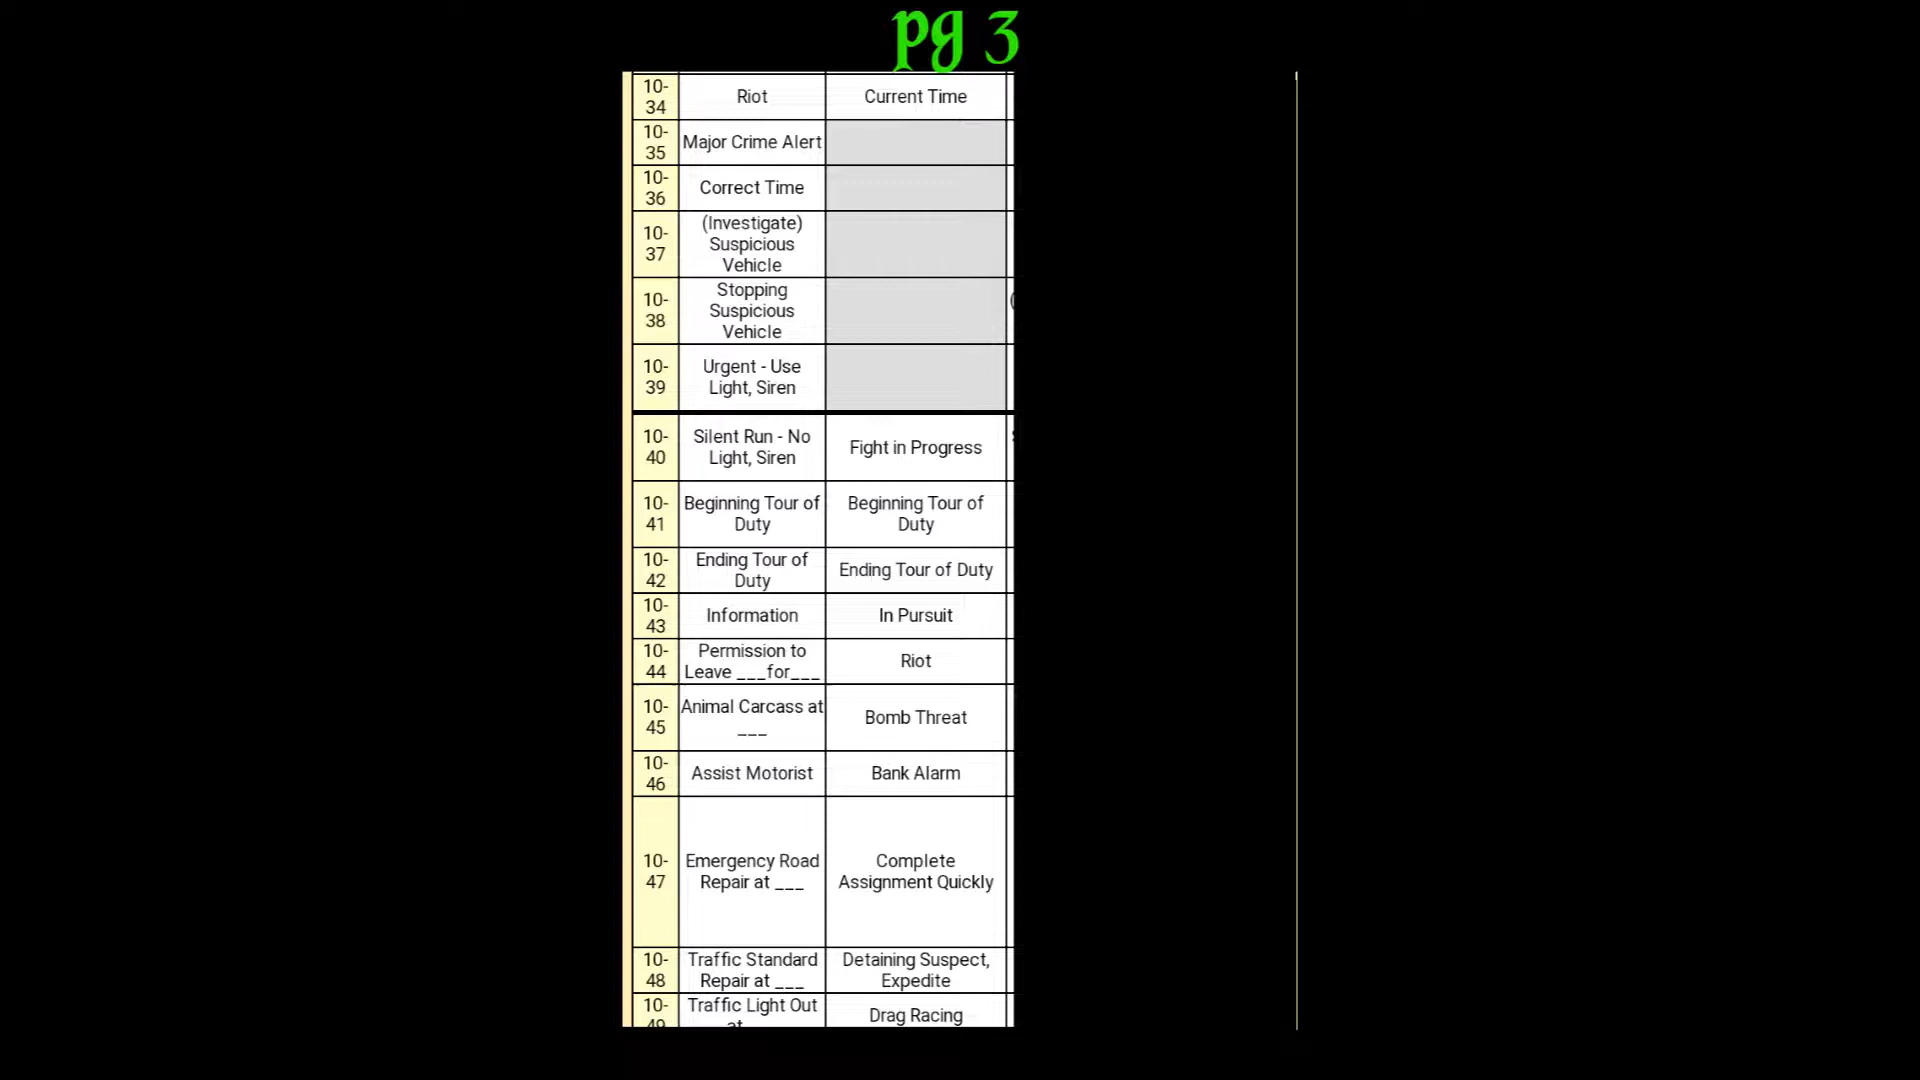 pg 3
10-
34
Riot
Current Time
10-
35
Major Crime Alert
10-
36
Correct Time
10-
37
(Investigate)
Suspicious
Vehicle
10-
38
Stopping
Suspicious
Vehicle
10-
39
Urgent - Use
Light, Siren
10-
40
Silent Run - No
Light, Siren
Fight in Progress
10-
41
Beginning Tour of
Duty
Beginning Tour of
Duty
10-
42
Ending Tour of
Duty
Ending Tour of Duty
10-
43
Information
In Pursuit
10-
44
Permission to
Leave ___for___
Riot
10-
45
Animal Carcass at
___
Bomb Threat
10-
46
Assist Motorist
Bank Alarm
10-
47
Emergency Road
Repair at ___
Complete
Assignment Quickly
10-
48
Traffic Standard
Repair at ___
Detaining Suspect,
Expedite
10-
49
Traffic Light Out
at
Drag Racing